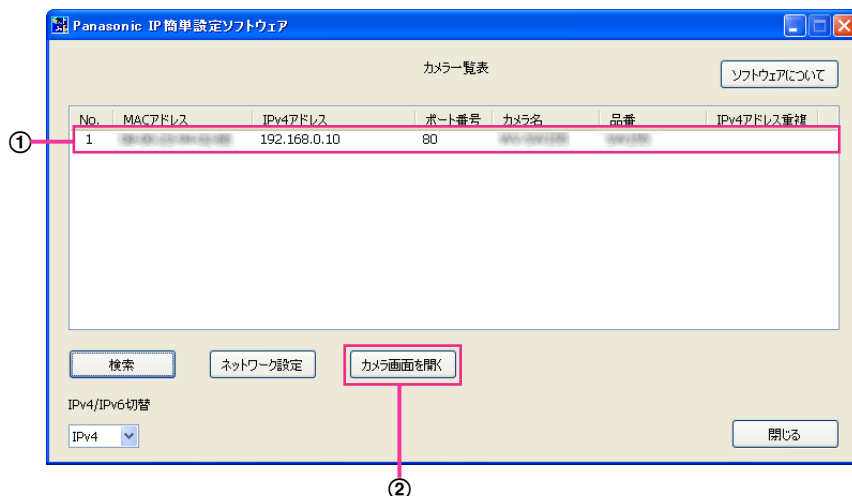 Panasonic IP簡単設定ソフトウェア
カメラ一覧表
ソフトウェアについて
No. MACアドレス IPv4アドレス ポート番号 カメラ名 品番 IPv4アドレス重複
① 1 192.168.0.10 80
検索 ネットワーク設定 カメラ画面を開く
IPv4/IPv6切替
IPv4 閉じる
②